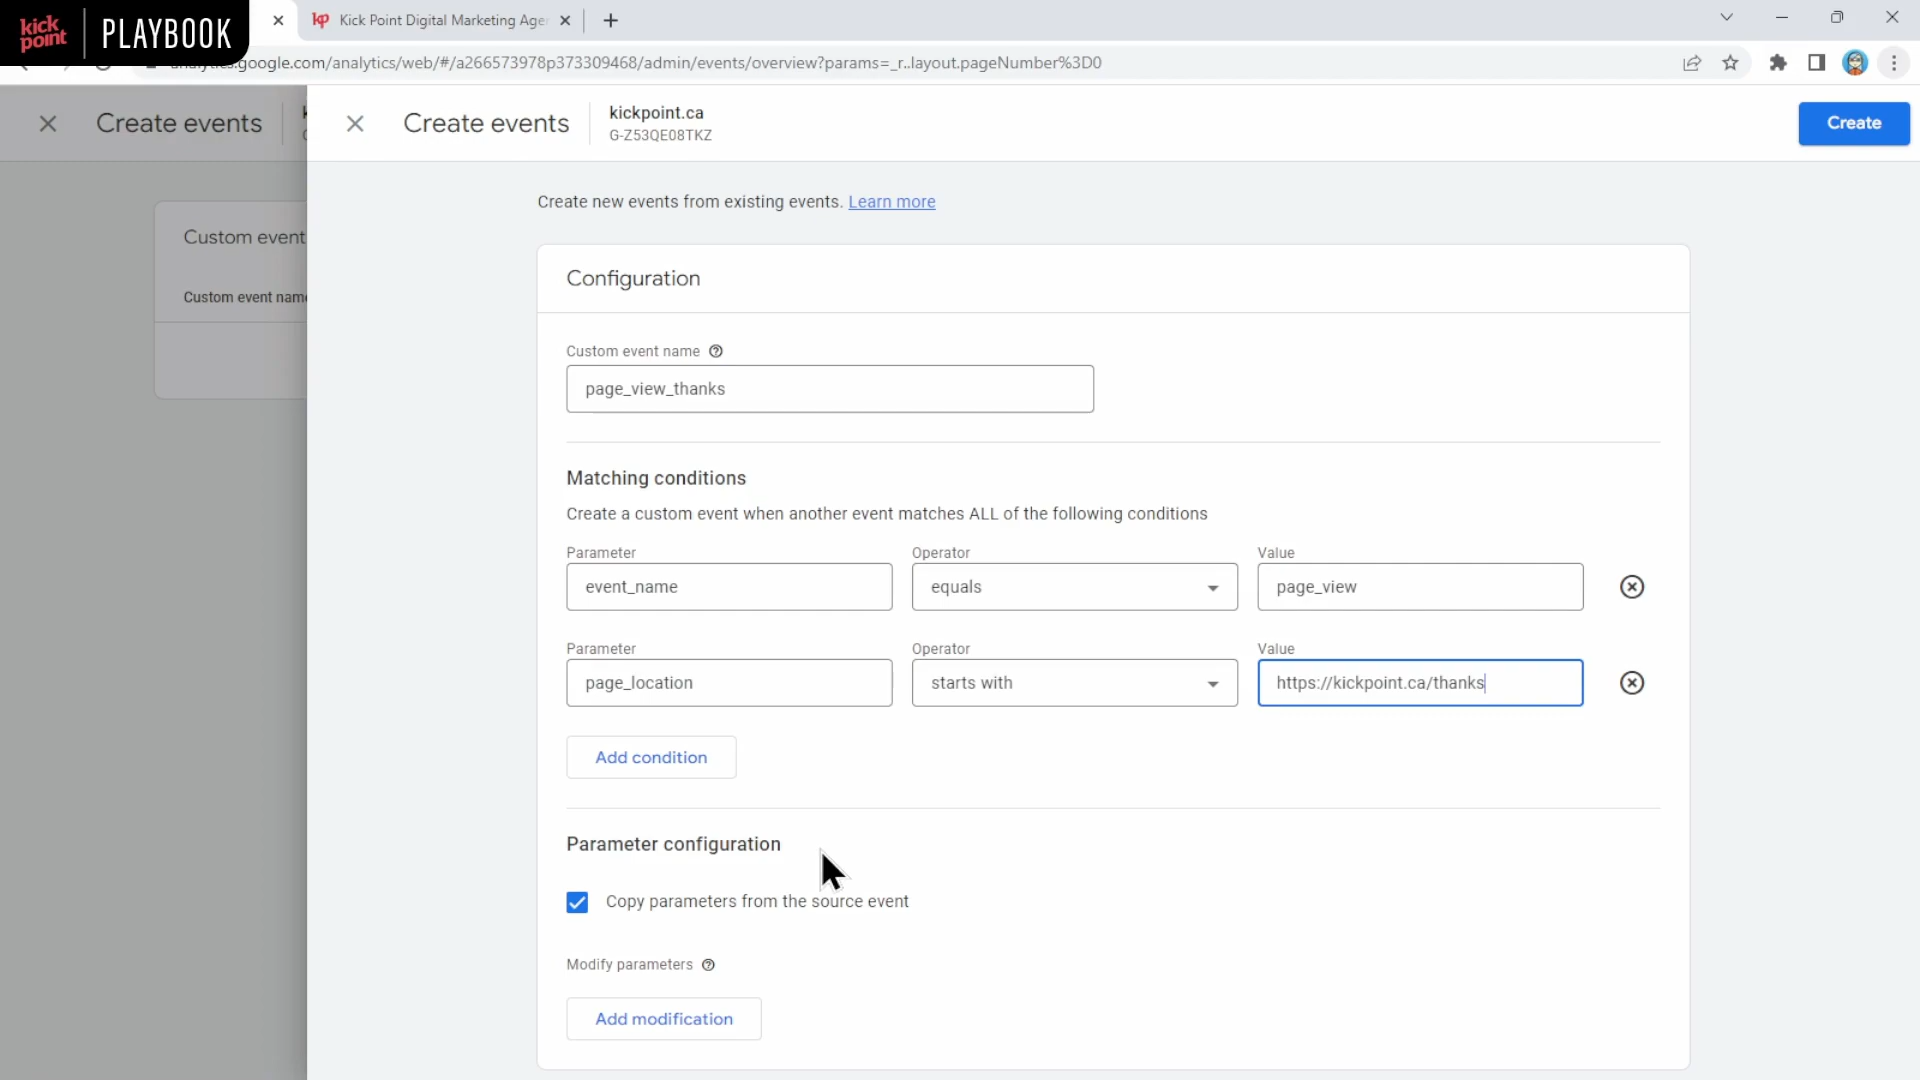 kick
point
PLAYBOOK
Kick Point Digital Marketing Age
analytics.google.com/analytics/web/#/a266573978p373309468/admin/events/overview?params=_r..layout.pageNumber%3D0
Create events
Create events
kickpoint.ca
G-Z53QE08TKZ
Create
Create new events from existing events. Learn more
Custom event
Custom event name
Configuration
Custom event name
page_view_thanks
Matching conditions
Create a custom event when another event matches ALL of the following conditions
Parameter Operator Value
event_name equals page_view
Parameter Operator Value
page_location starts with https://kickpoint.ca/thanks
Add condition
Parameter configuration
Copy parameters from the source event
Modify parameters
Add modification